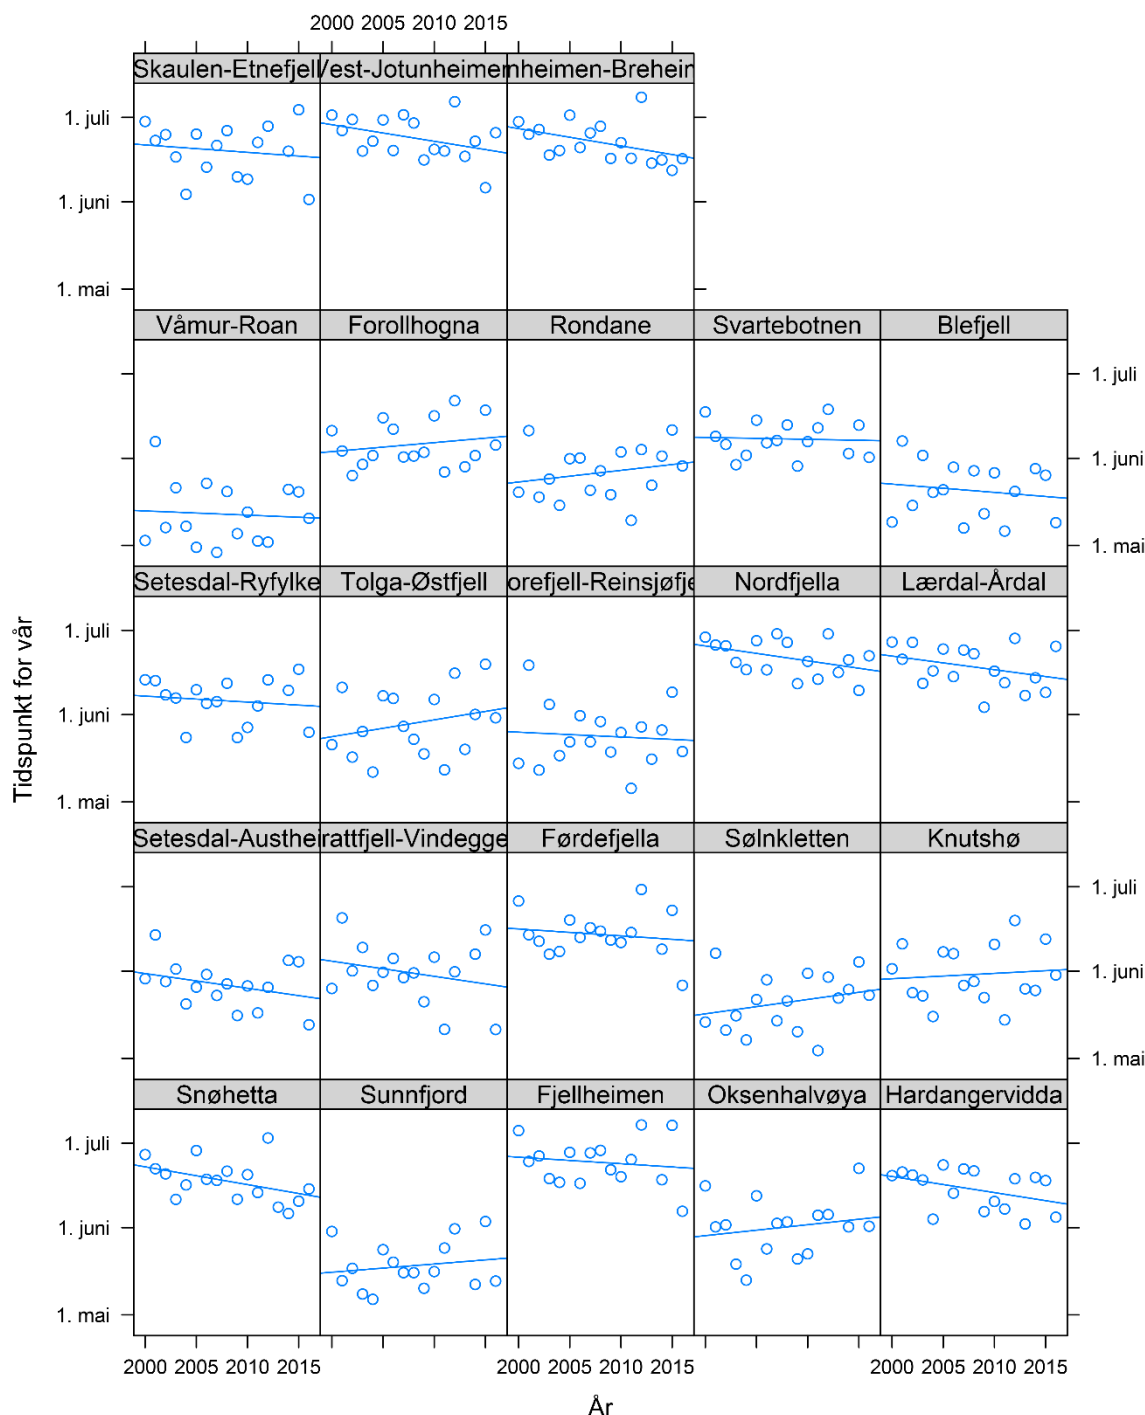 2000 2005 2010 2015
Skaulen-Etnefjell Vest-Jotunheimen nheimen-Breheim
1. juli
1. juni
1. mai
Våmur-Roan Forollhogna Rondane Svartebotnen Blefjell
1. juli
1. juni
1. mai
Setesdal-Ryfylke Tolga-Østfjell orefjell-Reinsjøfje Nordfjella Lærdal-Årdal
1. juli
1. juni
1. mai
Setesdal-Austhei rattfjell-Vindegge Førdefjella Sølnkletten Knutshø
1. juli
1. juni
1. mai
Snøhetta Sunnfjord Fjellheimen Oksenhalvøya Hardangervidda
1. juli
1. juni
1. mai
2000 2005 2010 2015 2000 2005 2010 2015 2000 2005 2010 2015
Tidspunkt for vår
År